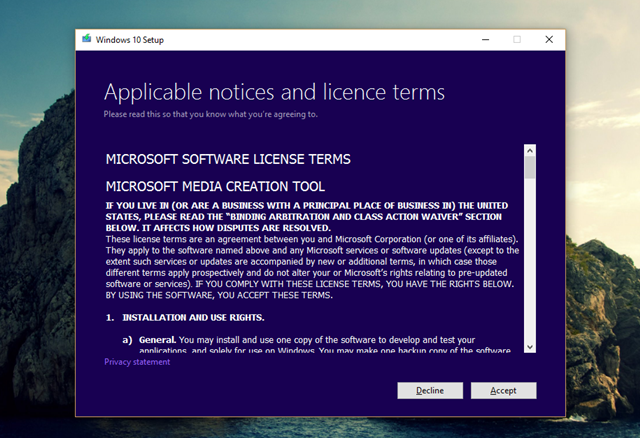 Windows 10 Setup
Applicable notices and licence terms
Please read this so that you know what you're agreeing to.
MICROSOFT SOFTWARE LICENSE TERMS
MICROSOFT MEDIA CREATION TOOL
IF YOU LIVE IN (OR ARE A BUSINESS WITH A PRINCIPAL PLACE OF BUSINESS IN) THE UNITED
STATES, PLEASE READ THE “BINDING ARBITRATION AND CLASS ACTION WAIVER” SECTION
BELOW. IT AFFECTS HOW DISPUTES ARE RESOLVED.
These license terms are an agreement between you and Microsoft Corporation (or one of its affiliates).
They apply to the software named above and any Microsoft services or software updates (except to the
extent such services or updates are accompanied by new or additional terms, in which case those
different terms apply prospectively and do not alter your or Microsoft’s rights relating to pre-updated
software or services). IF YOU COMPLY WITH THESE LICENSE TERMS, YOU HAVE THE RIGHTS BELOW.
BY USING THE SOFTWARE, YOU ACCEPT THESE TERMS.
1. INSTALLATION AND USE RIGHTS.
a) General. You may install and use one copy of the software to develop and test your
applications, and solely for use on Windows. You may make one backup copy of the software
Privacy statement
Decline
Accept